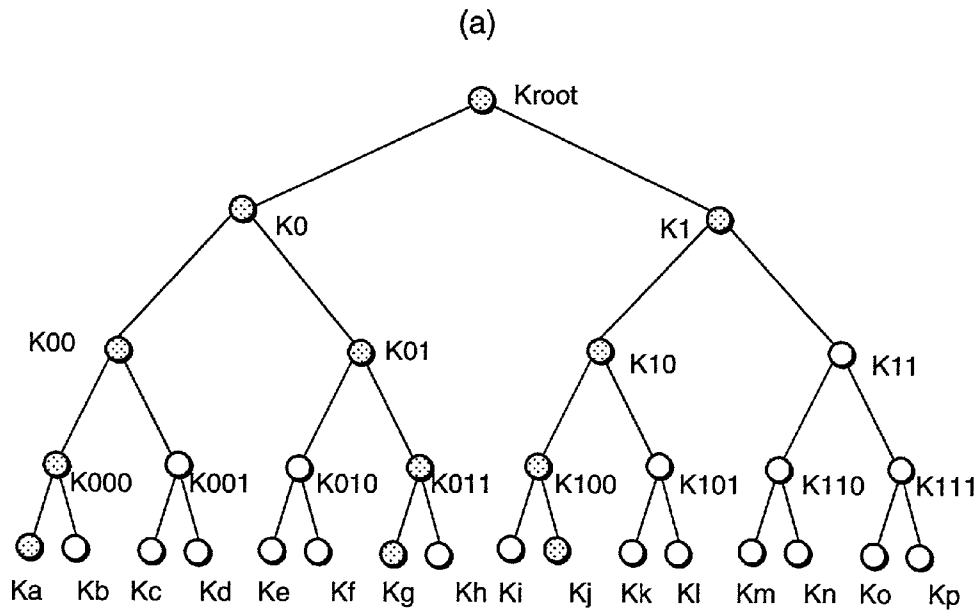 (a)
Kroot
K0
K1
K00
K01
K10
K11
K000 K001 K010 K011 K100 K101 K110 K111
Ka Kb Kc Kd Ke Kf Kg Kh Ki Kj Kk Kl Km Kn Ko Kp